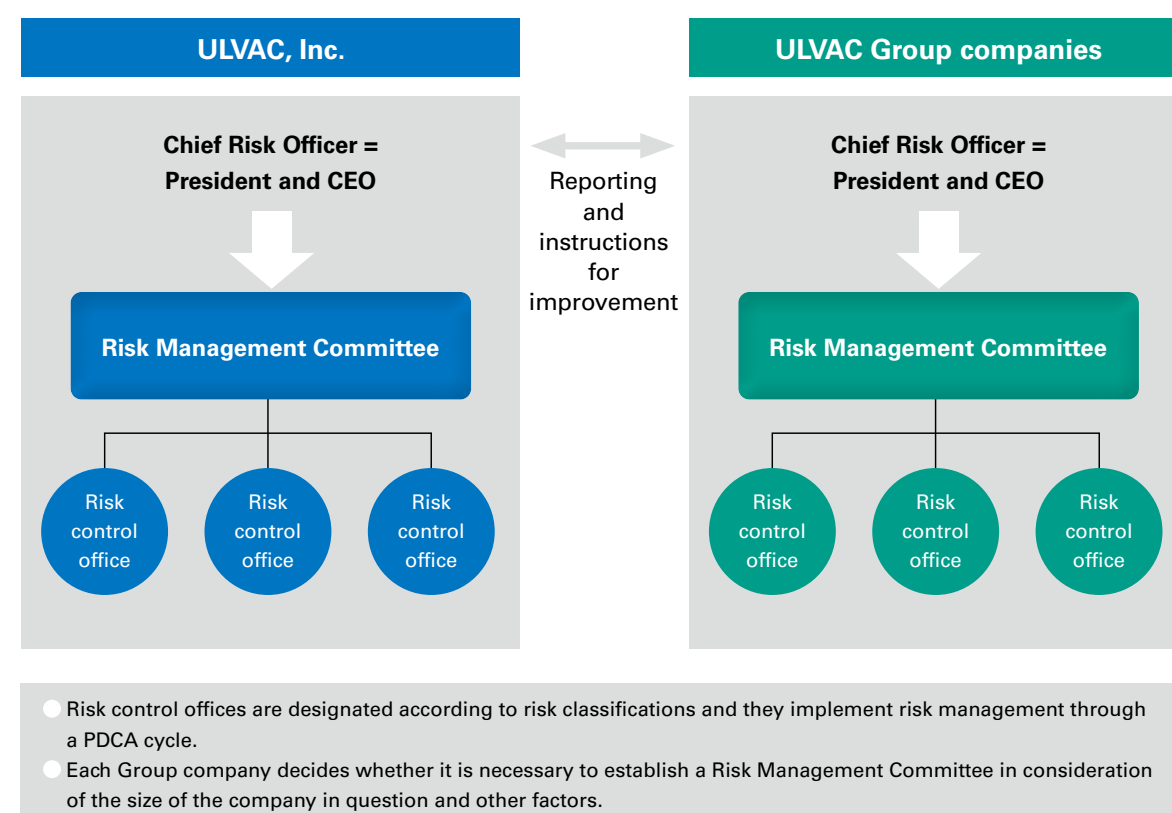 ULVAC, Inc.
Chief Risk Officer =
President and CEO
Risk Management Committee
Risk
control
office
Risk
control
office
Risk
control
office
Reporting
and
instructions
for
improvement
ULVAC Group companies
Chief Risk Officer =
President and CEO
Risk Management Committee
Risk
control
office
Risk
control
office
Risk
control
office
Risk control offices are designated according to risk classifications and they implement risk management through
a PDCA cycle.
Each Group company decides whether it is necessary to establish a Risk Management Committee in consideration
of the size of the company in question and other factors.